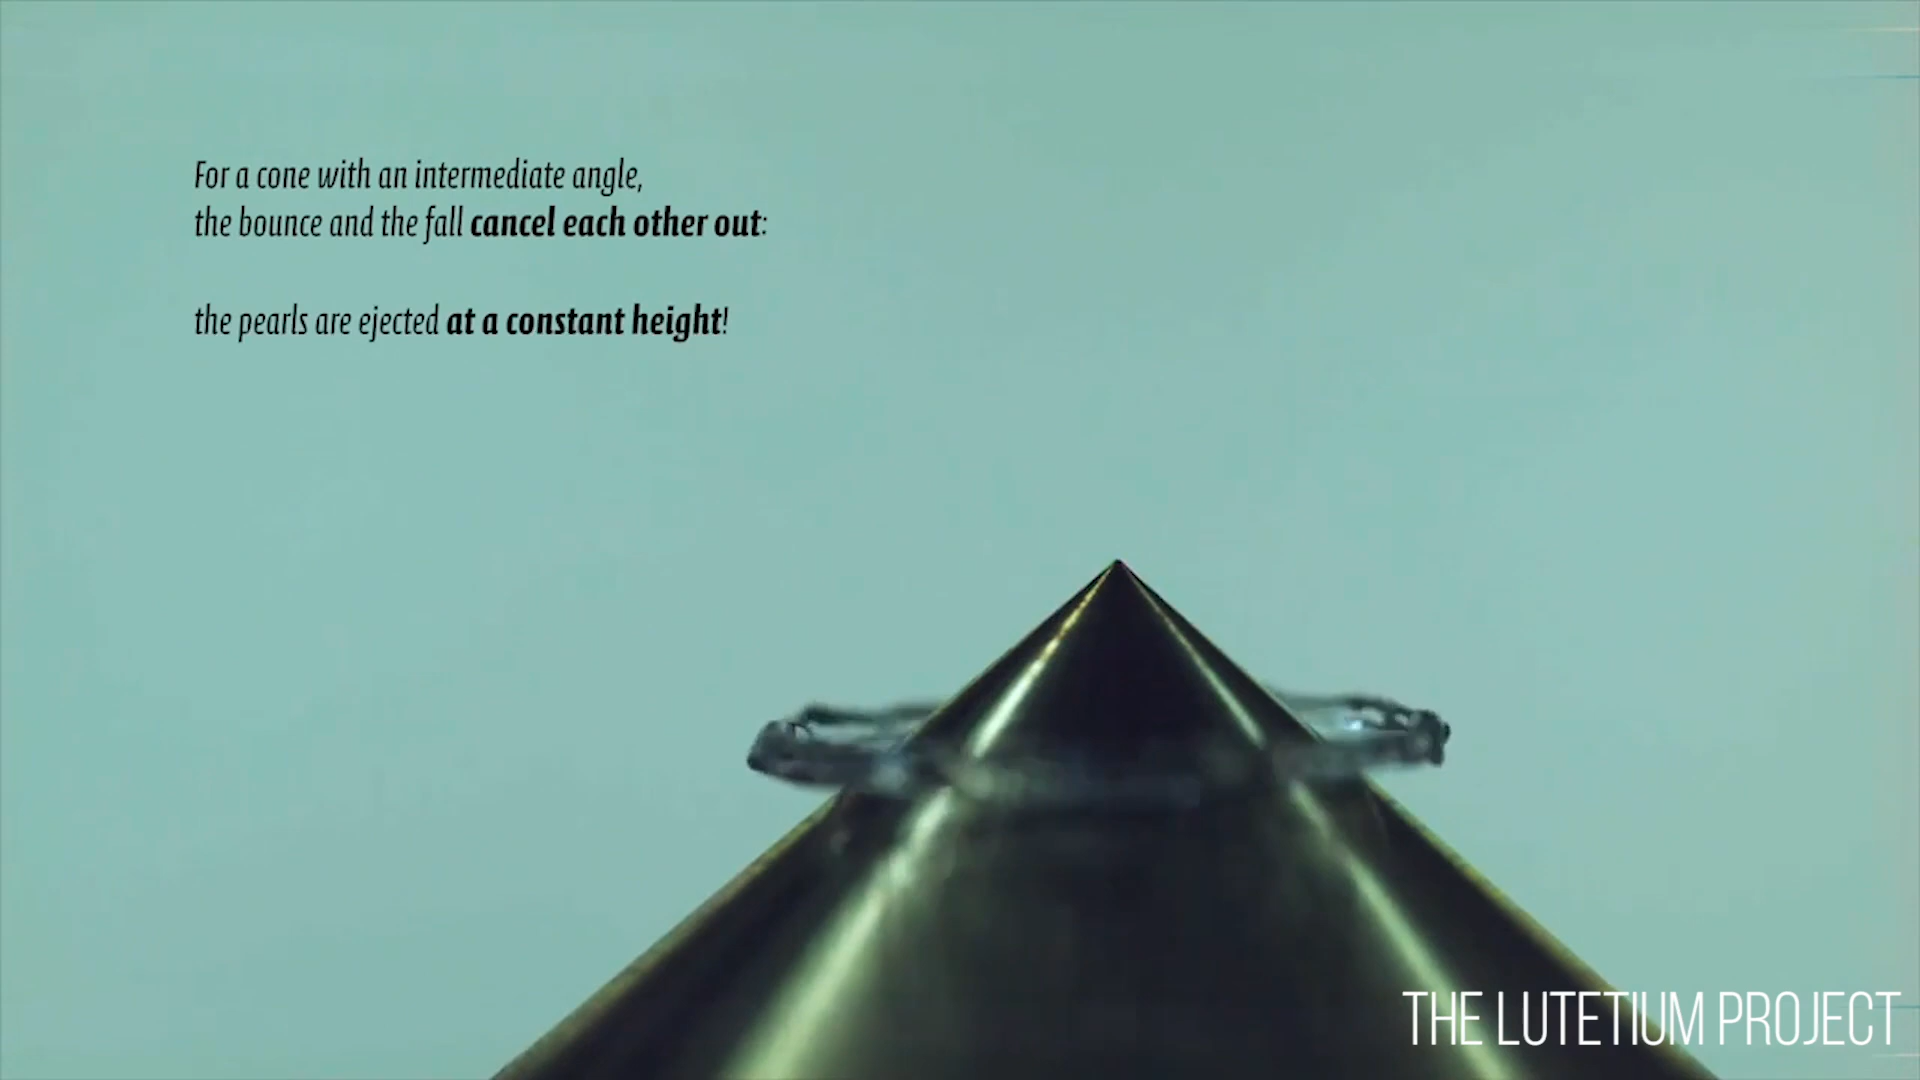 For a cone with an intermediate angle,
the bounce and the fall cancel each other out:
the pearls are ejected at a constant height!
THE LUTETIUM PROJECT